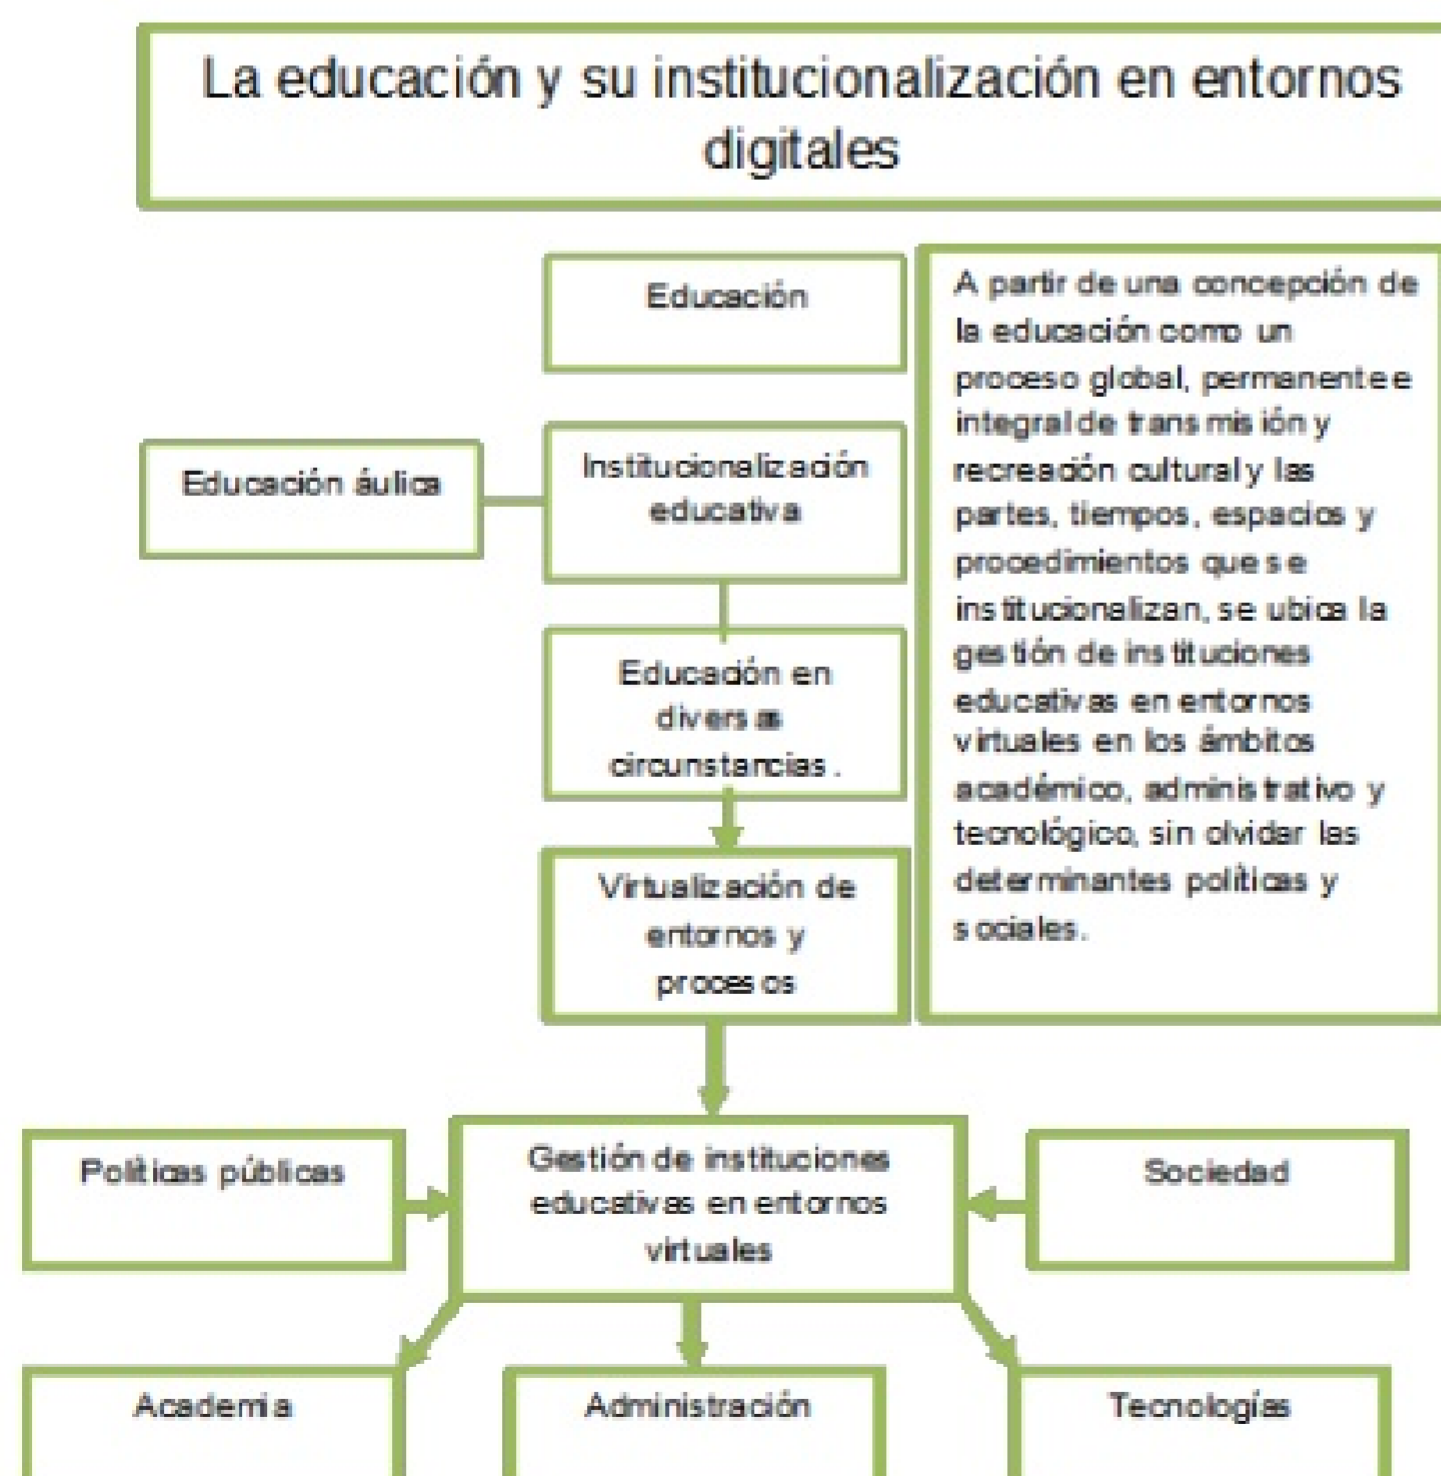 La educación y su institucionalización en entornos
digitales
Educación
A partir de una concepción de
la educación como un
proceso global, permanente e
integral de transmisión y
recreación cultural y las
partes, tiempos, espacios y
procedimientos que se
institucionalizan, se ubica la
gestión de instituciones
educativas en entornos
virtuales en los ámbitos
académico, administrativo y
tecnológico, sin olvidar las
determinantes políticas y
sociales.
Educación áulica
Institucionalización
educativa
Educación en
diversas
circunstancias.
Virtualización de
entornos y
procesos
Políticas públicas
Gestión de instituciones
educativas en entornos
virtuales
Sociedad
Academia
Administración
Tecnologías